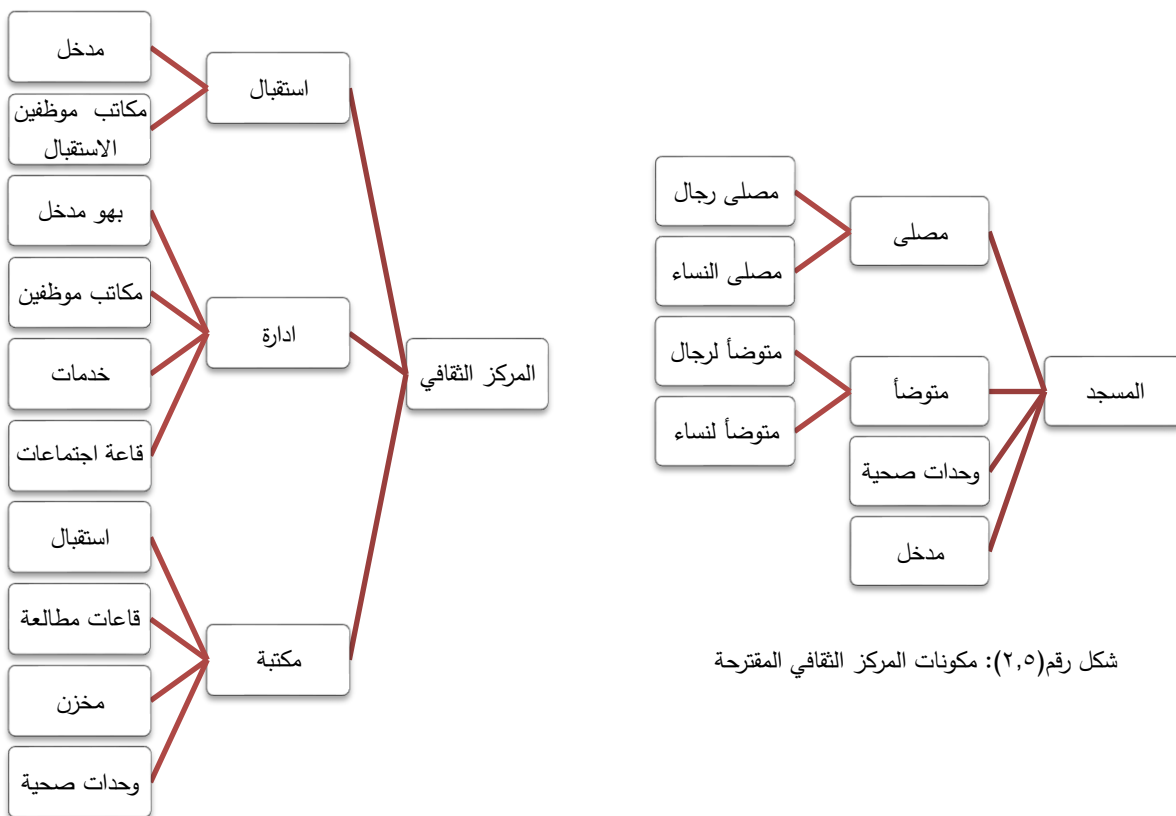 المسجد
مصلى
مصلى رجال
مصلى النساء
متوضأ
متوضأ لرجال
متوضأ لنساء
وحدات صحية
مدخل
شكل رقم(٢,٥): مكونات المركز الثقافي المقترحة
المركز الثقافي
استقبال
مدخل
مكاتب موظفين
الاستقبال
ادارة
بهو مدخل
مكاتب موظفين
خدمات
قاعة اجتماعات
مكتبة
استقبال
قاعات مطالعة
مخزن
وحدات صحية